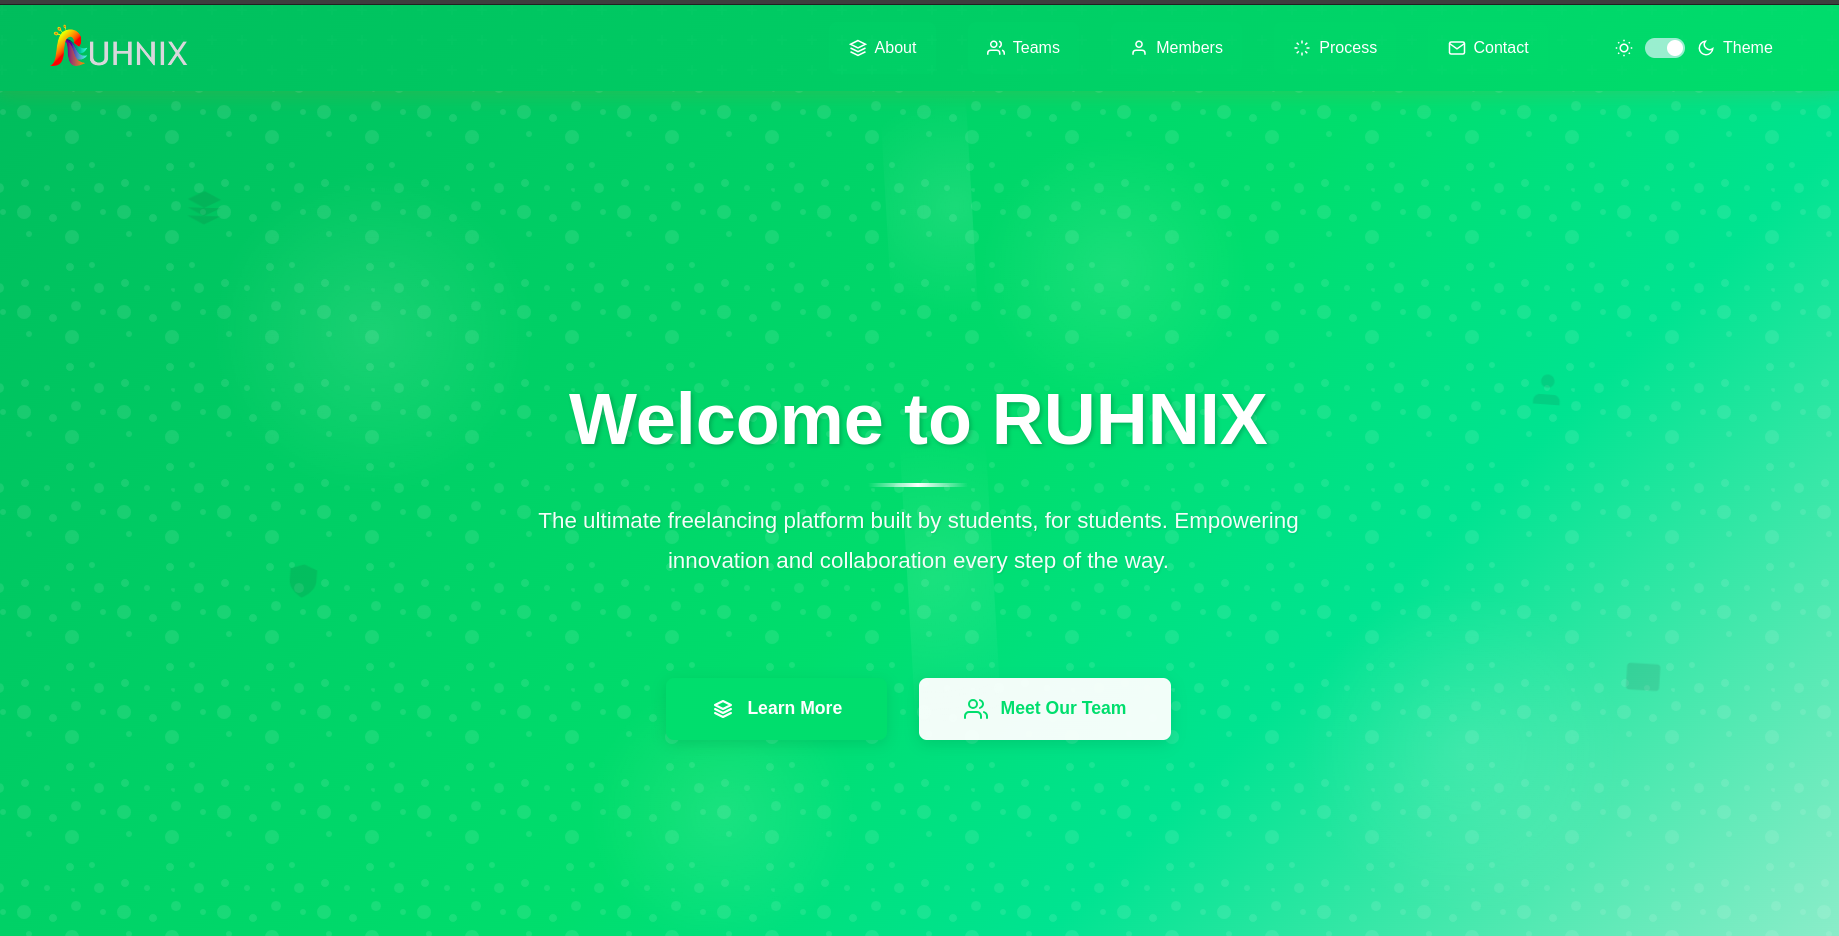 RUHNIX
About
Teams
Members
Process
Contact
Theme
Welcome to RUHNIX
The ultimate freelancing platform built by students, for students. Empowering
innovation and collaboration every step of the way.
Learn More
Meet Our Team